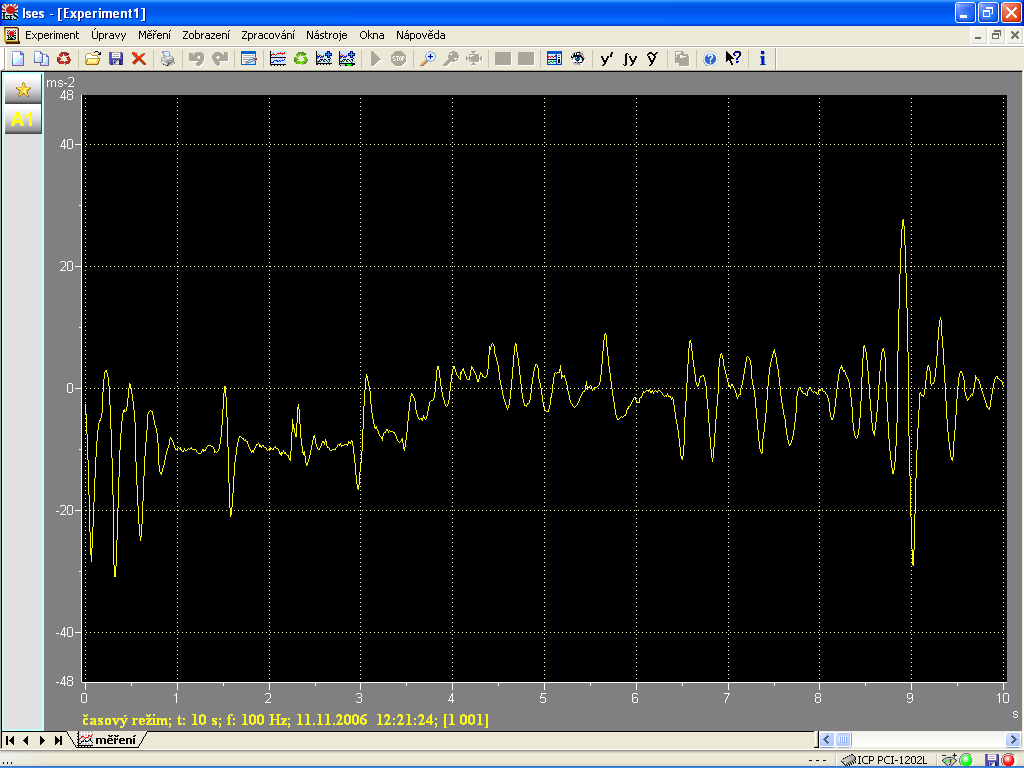 Ises - [Experiment1]
Experiment Úpravy Měření Zobrazení Zpracování Nástroje Okna Nápověda
STOP y' ∫y ŷ ? ? i
A1
ms-2
48
40
20
0
-20
-40
-48
0 1 2 3 4 5 6 7 8 9 10
s
časový režim; t: 10 s; f: 100 Hz; 11.11.2006 12:21:24; [1 001]
měření
... --- ICP PCI-1202L